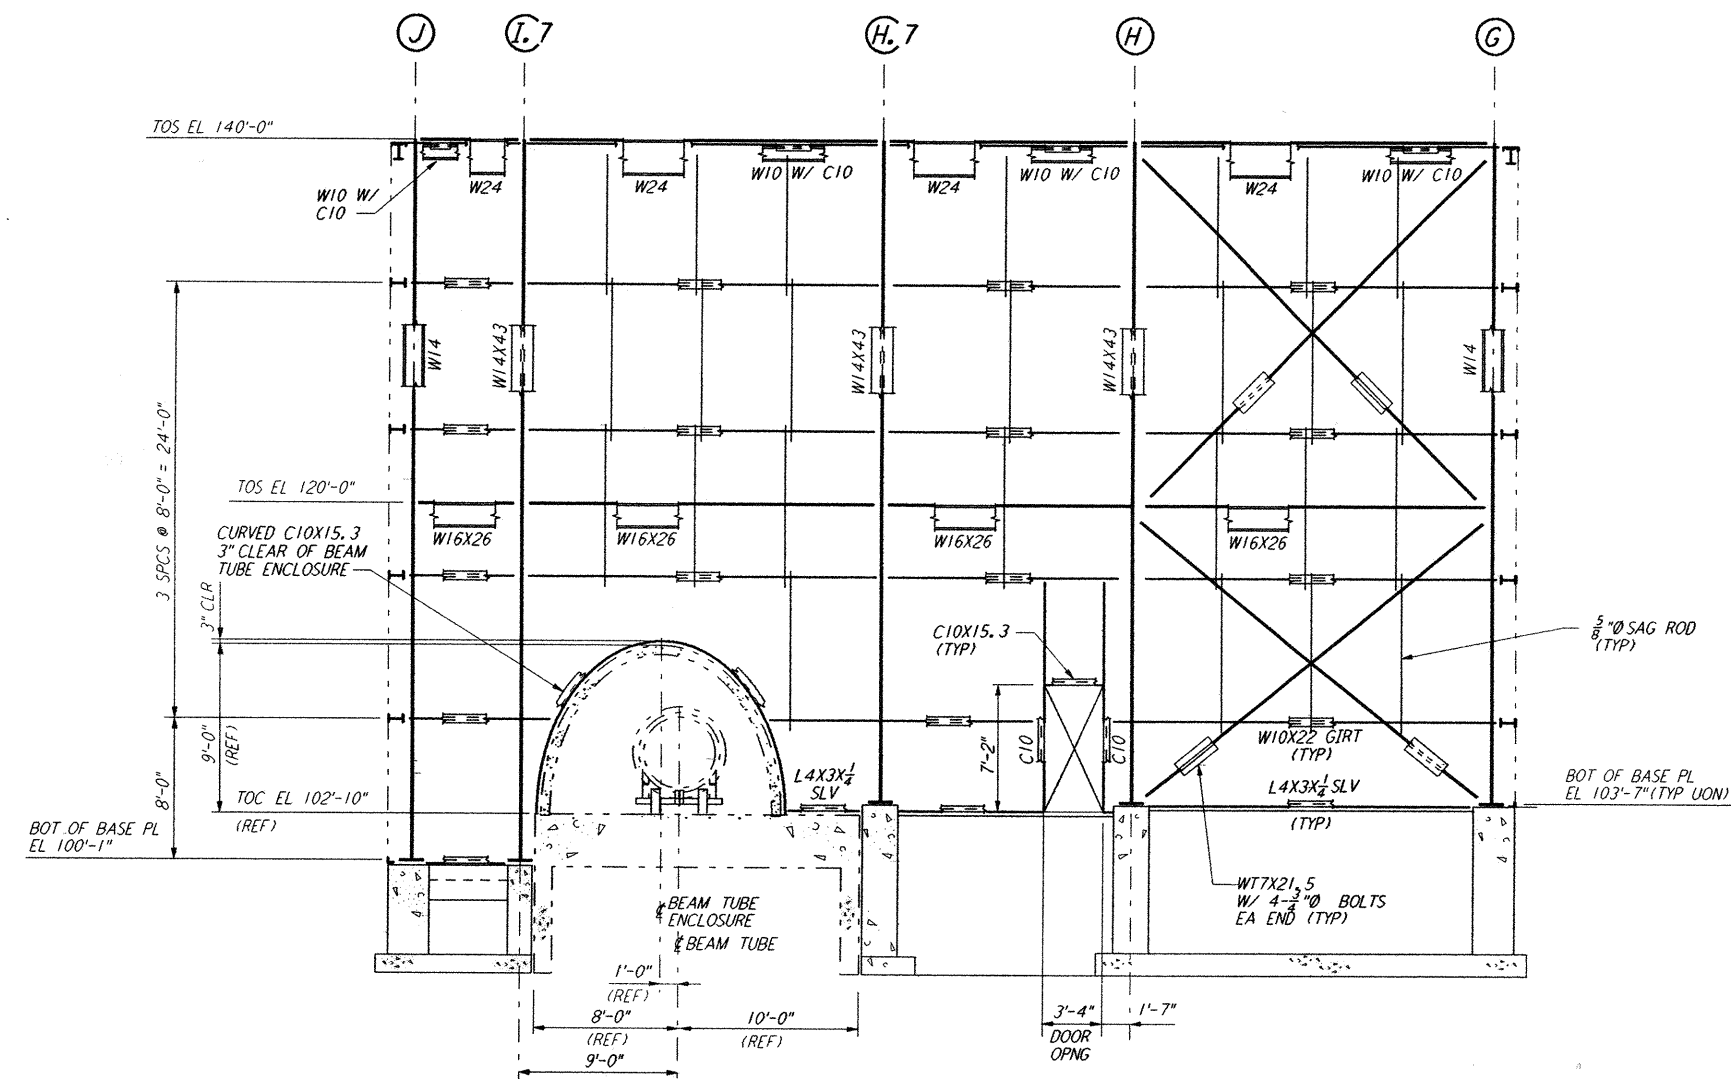 J
I.7
H.7
H
G
TOS EL 140'-0"
W10 W/
C10
W24
W24
W10 W/ C10
W24
W10 W/ C10
W24
W10 W/ C10
W14
W14X43
W14X43
W14X43
W14
3 SPCS @ 8'-0" = 24'-0"
TOS EL 120'-0"
W16X26
W16X26
W16X26
W16X26
CURVED C10X15.3
3" CLEAR OF BEAM
TUBE ENCLOSURE
3" CLR
C10X15.3
(TYP)
5/8"Ø SAG ROD
(TYP)
9'-0"
(REF)
7'-2"
C10
C10
W10X22 GIRT
(TYP)
8'-0"
TOC EL 102'-10"
(REF)
L4X3X1/4
SLV
L4X3X1/4 SLV
(TYP)
BOT OF BASE PL
EL 103'-7"(TYP UON)
BOT OF BASE PL
EL 100'-1"
WT7X21.5
W/ 4-3/4"Ø BOLTS
EA END (TYP)
℄ BEAM TUBE
ENCLOSURE
℄ BEAM TUBE
1'-0"
(REF)
8'-0"
(REF)
10'-0"
(REF)
9'-0"
3'-4"
DOOR
OPNG
1'-7"